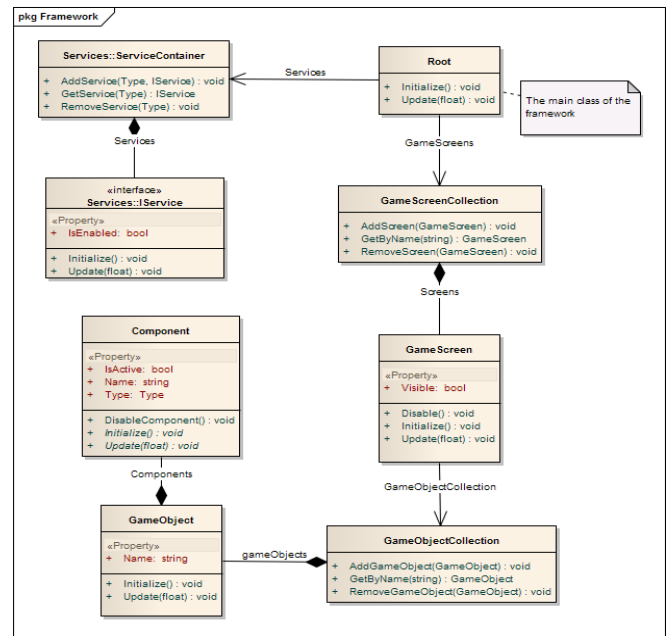 pkg Framework
Services::ServiceContainer
+ AddService(Type, IService) : void
+ GetService(Type) : IService
+ RemoveService(Type) : void
Services
Root
+ Initialize() : void
+ Update(float) : void
The main class of the
framework
Services
GameScreens
«interface»
Services::IService
«Property»
+ IsEnabled: bool
+ Initialize() : void
+ Update(float) : void
GameScreenCollection
+ AddScreen(GameScreen) : void
+ GetByName(string) : GameScreen
+ RemoveScreen(GameScreen) : void
Screens
Component
«Property»
+ IsActive: bool
+ Name: string
+ Type: Type
+ DisableComponent() : void
+ Initialize() : void
+ Update(float) : void
GameScreen
«Property»
+ Visible: bool
+ Disable() : void
+ Initialize() : void
+ Update(float) : void
Components
GameObjectCollection
GameObject
«Property»
+ Name: string
+ Initialize() : void
+ Update(float) : void
gameObjects
GameObjectCollection
+ AddGameObject(GameObject) : void
+ GetByName(string) : GameObject
+ RemoveGameObject(GameObject) : void